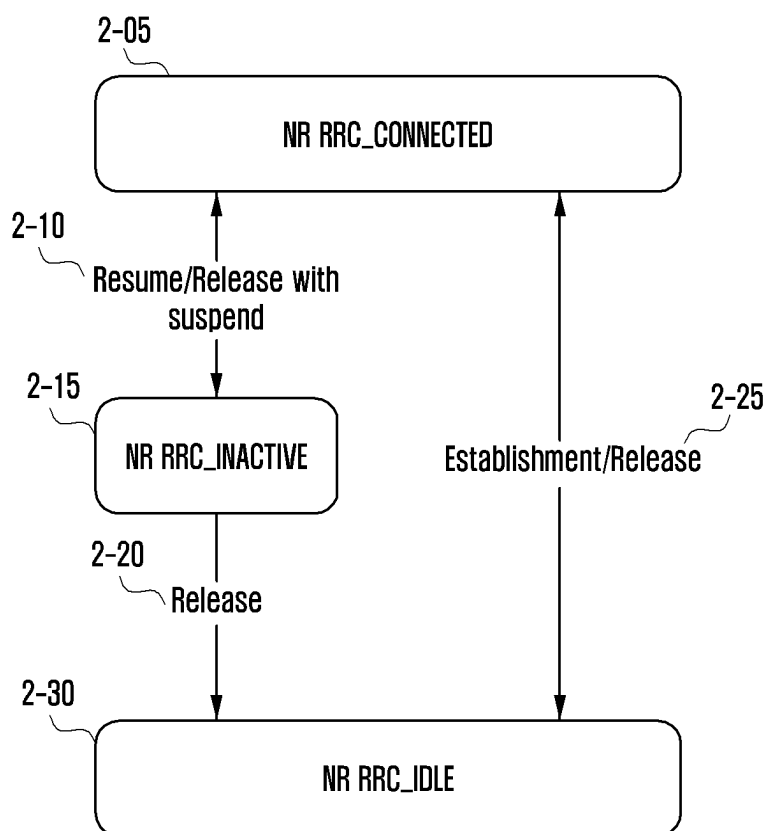 2-05
NR RRC_CONNECTED
2-10
Resume/Release with
suspend
2-15
NR RRC_INACTIVE
2-25
Establishment/Release
2-20
Release
2-30
NR RRC_IDLE